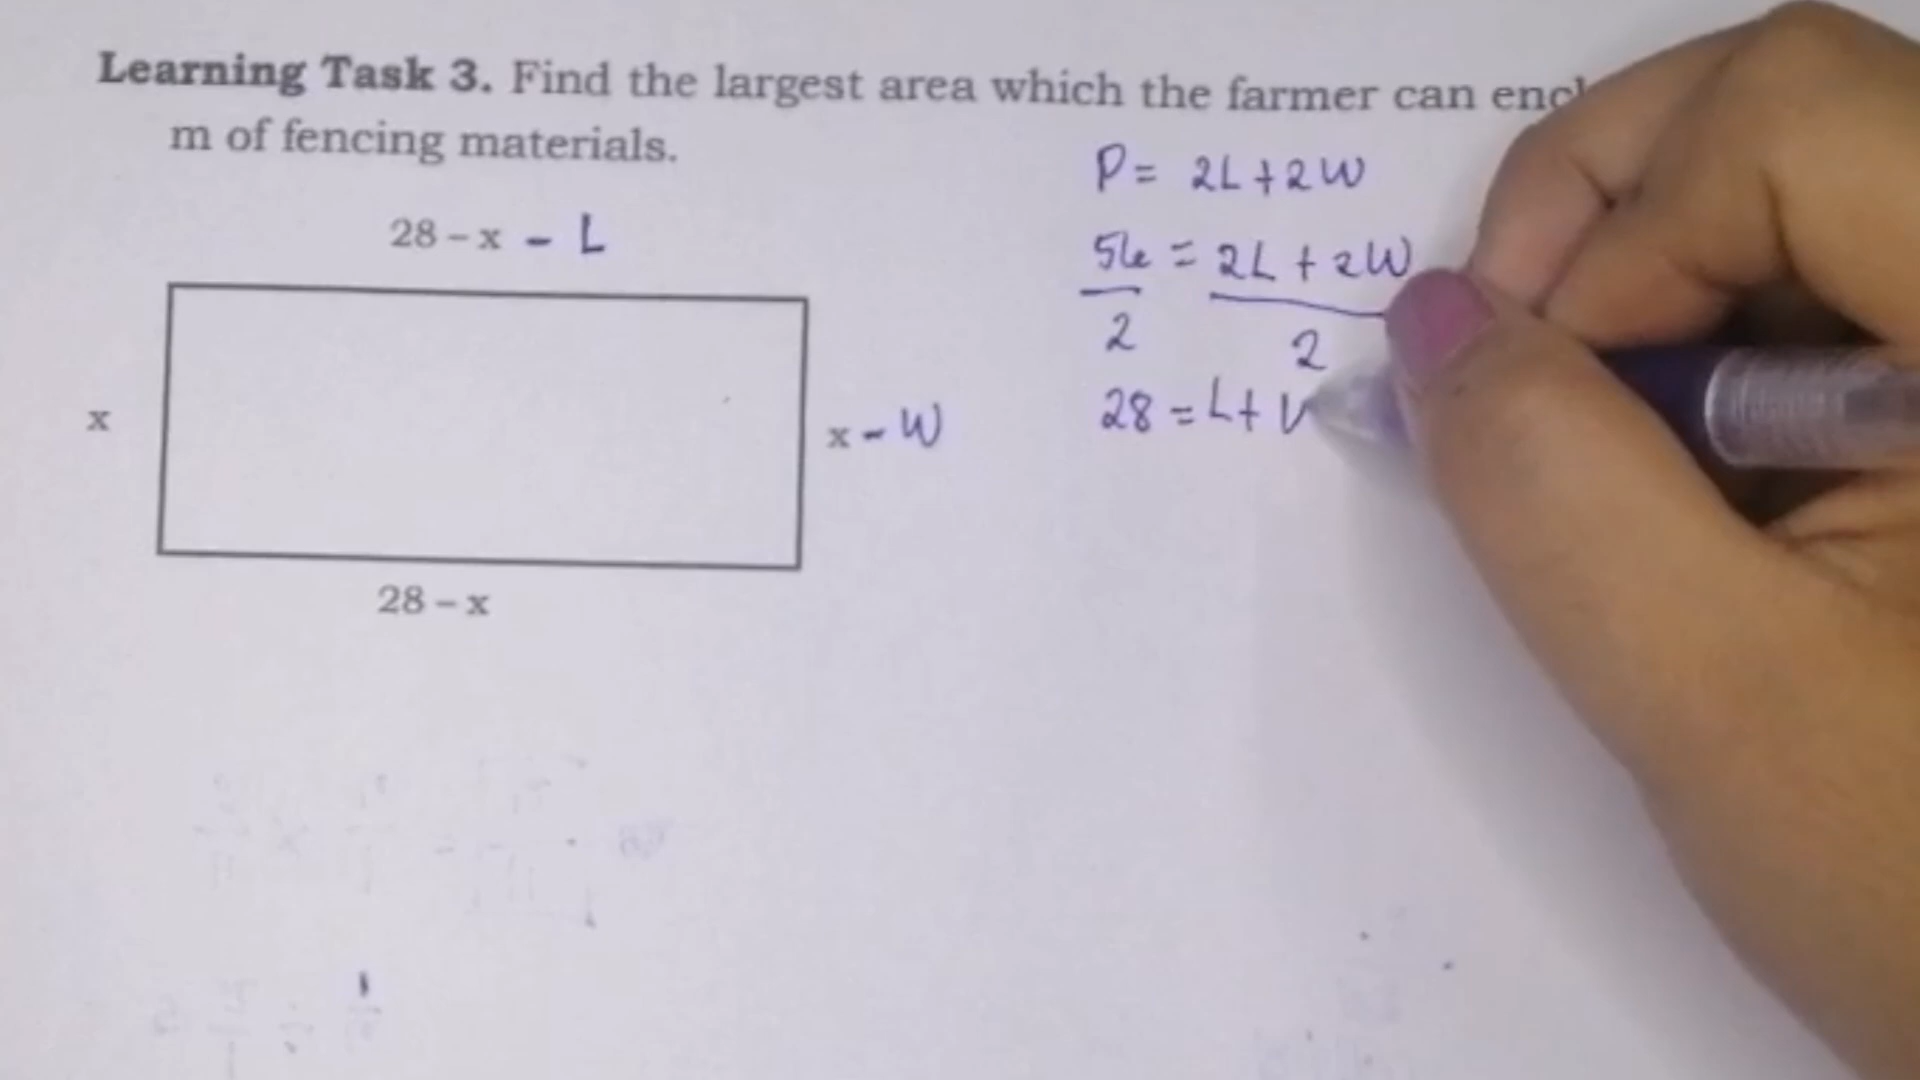 Learning Task 3. Find the largest area which the farmer can
m of fencing materials.
P = 2L + 2W
28 – x - L
56 = 2L + 2W
2 2
28 = L +
x
x - W
28 – x